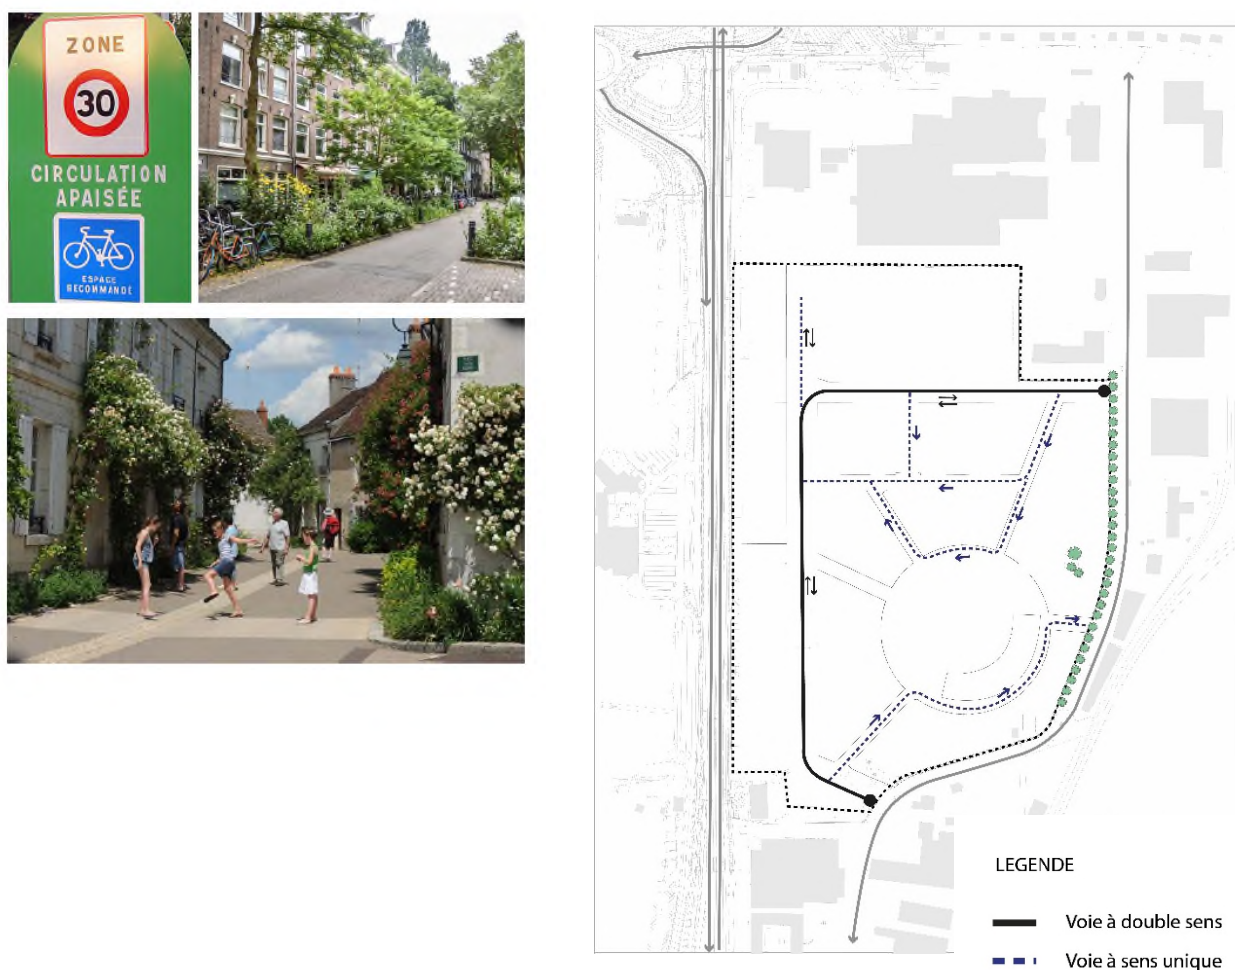 ZONE
30
CIRCULATION
APAISÉE
ESPACE
RECOMMANDÉ
LEGENDE
Voie à double sens
Voie à sens unique